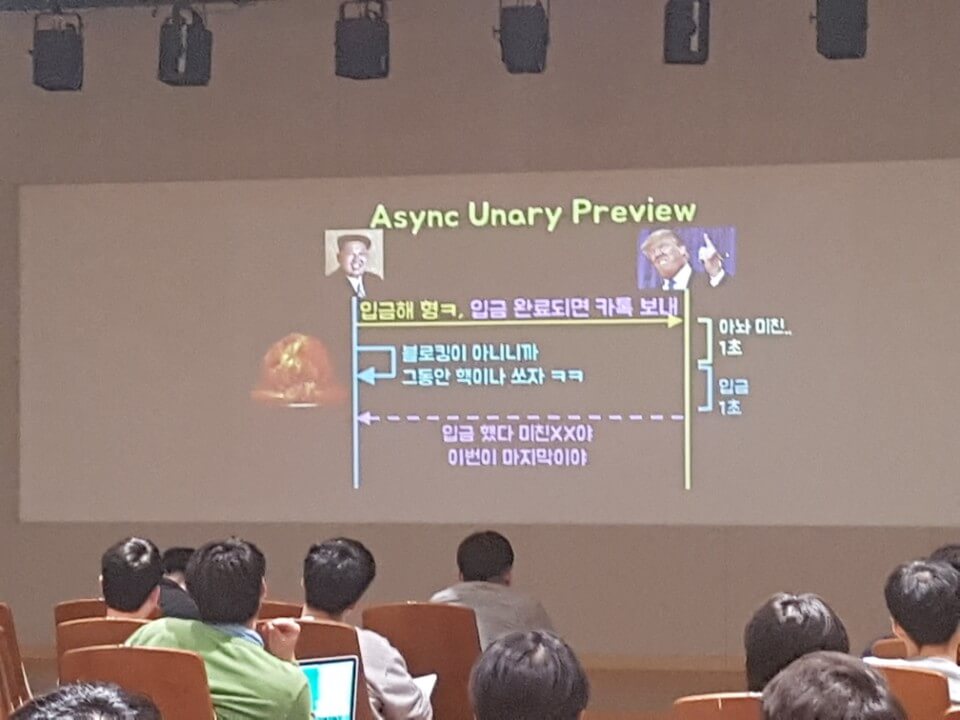 Async Unary Preview
입금해 형ㅋ, 입금 완료되면 카톡 보내
아놔 미친..
1초
블로킹이 아니니까
그동안 핵이나 쏘자 ㅋㅋ
입금
1초
입금 했다 미친XX야
이번이 마지막이야